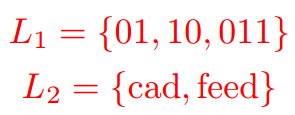 L₁ = {01, 10, 011}
L₂ = {cad, feed}